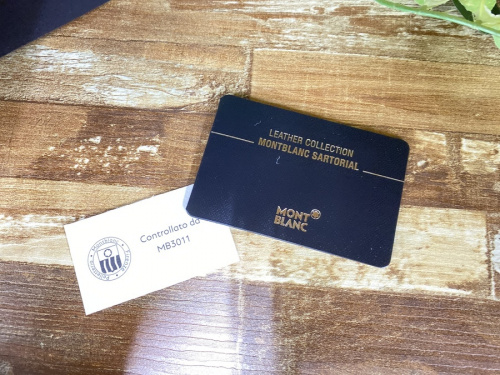 LEATHER COLLECTION
MONTBLANC SARTORIAL
MONT
BLANC
Controllato da
MB3011